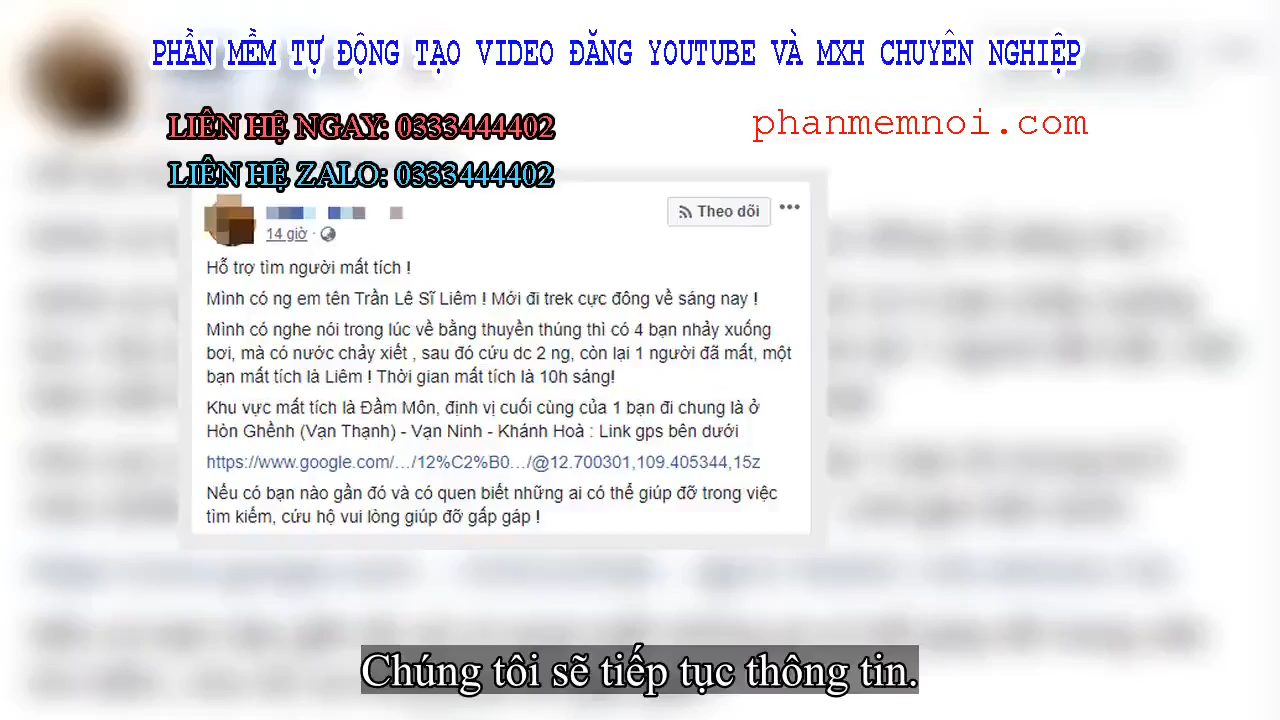 PHẦN MỀM TỰ ĐỘNG TẠO VIDEO ĐĂNG YOUTUBE VÀ MXH CHUYÊN NGHIỆP
LIÊN HỆ NGAY: 0333444402
phanmemnoi.com
LIÊN HỆ ZALO: 0333444402
Theo dõi
14 giờ
Hỗ trợ tìm người mất tích !
Mình có ng em tên Trần Lê Sĩ Liêm ! Mới đi trek cực đông về sáng nay !
Mình có nghe nói trong lúc về bằng thuyền thúng thì có 4 bạn nhảy xuống
bơi, mà có nước chảy xiết , sau đó cứu dc 2 ng, còn lại 1 người đã mất, một
bạn mất tích là Liêm ! Thời gian mất tích là 10h sáng!
Khu vực mất tích là Đầm Môn, định vị cuối cùng của 1 bạn đi chung là ở
Hòn Ghềnh (Vạn Thạnh) - Vạn Ninh - Khánh Hoà : Link gps bên dưới
https://www.google.com/…/12%C2%B0…/@12.700301,109.405344,15z
Nếu có bạn nào gần đó và có quen biết những ai có thể giúp đỡ trong việc
tìm kiếm, cứu hộ vui lòng giúp đỡ gấp gáp !
Chúng tôi sẽ tiếp tục thông tin.